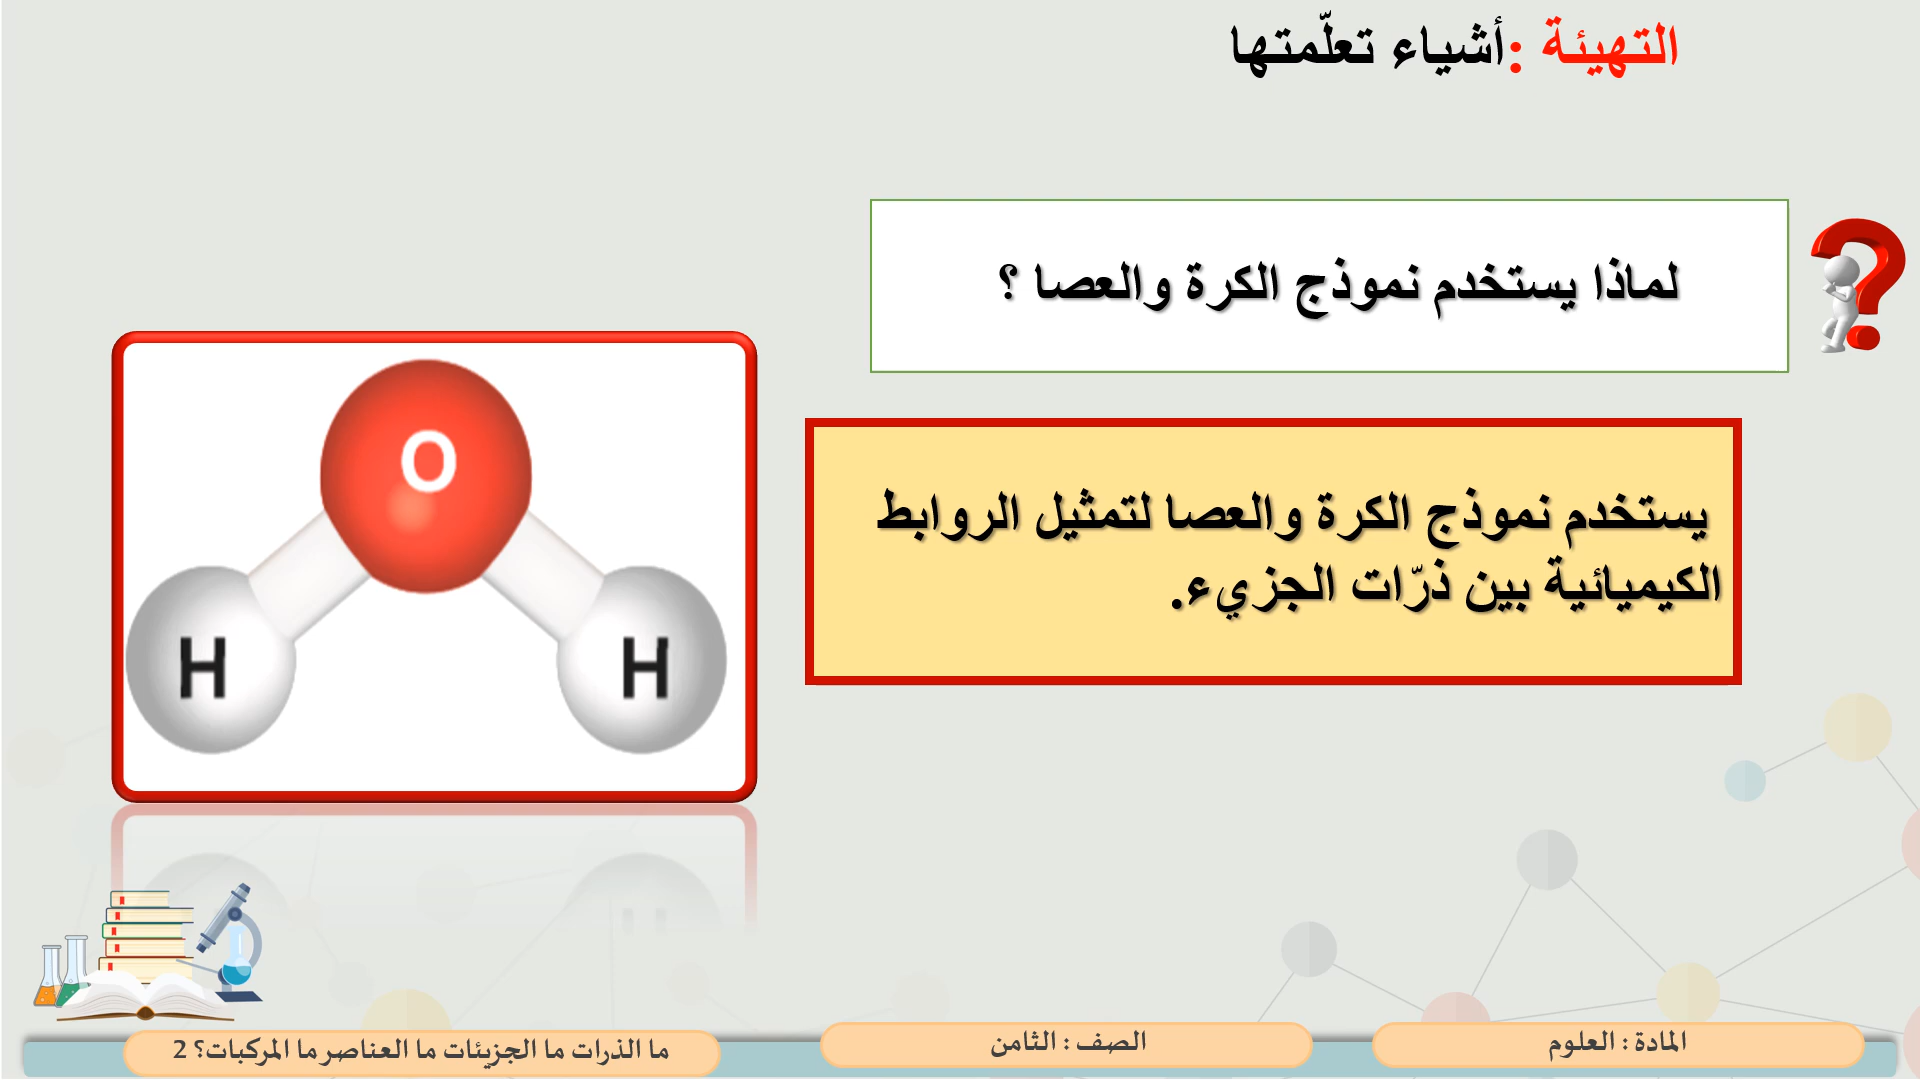 التهيئة :أشياء تعلّمتها
لماذا يستخدم نموذج الكرة والعصا ؟
يستخدم نموذج الكرة والعصا لتمثيل الروابط
الكيميائية بين ذرّات الجزيء.
O
H
H
H
المادة : العلوم
الصف : الثامن
ما الذرات ما الجزيئات ما العناصر ما المركبات؟ 2